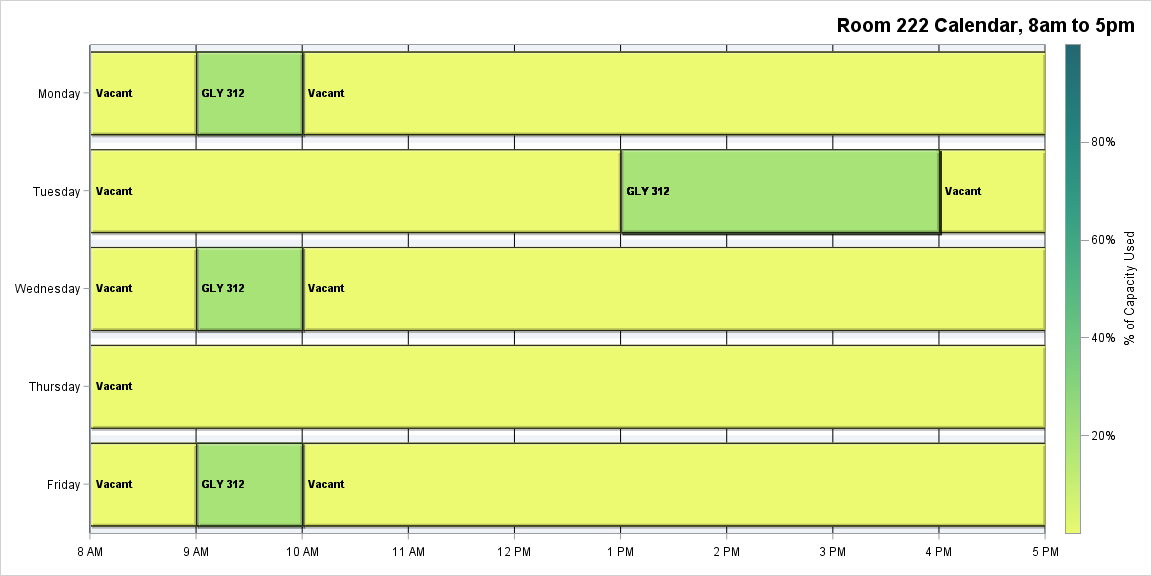 Room 222 Calendar, 8am to 5pm
Monday
Vacant
GLY 312
Vacant
Tuesday
Vacant
GLY 312
Vacant
Wednesday
Vacant
GLY 312
Vacant
Thursday
Vacant
Friday
Vacant
GLY 312
Vacant
8 AM
9 AM
10 AM
11 AM
12 PM
1 PM
2 PM
3 PM
4 PM
5 PM
80%
60%
40%
20%
% of Capacity Used